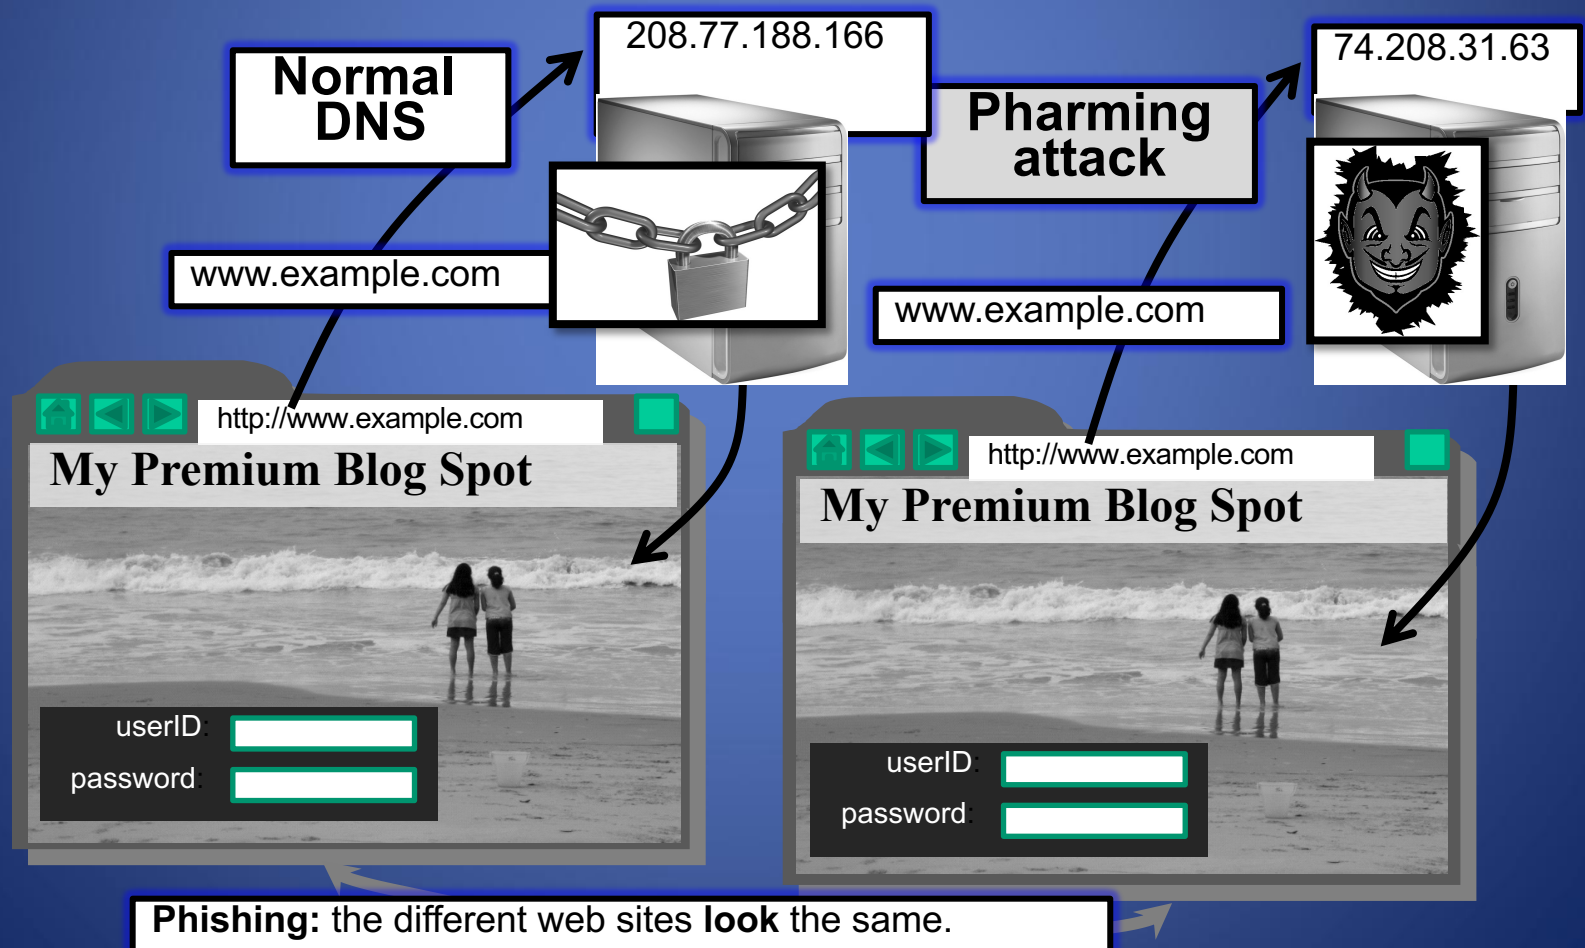 Normal
DNS
208.77.188.166
www.example.com
http://www.example.com
My Premium Blog Spot
userID:
password:
Pharming
attack
74.208.31.63
www.example.com
http://www.example.com
My Premium Blog Spot
userID:
password:
Phishing: the different web sites look the same.